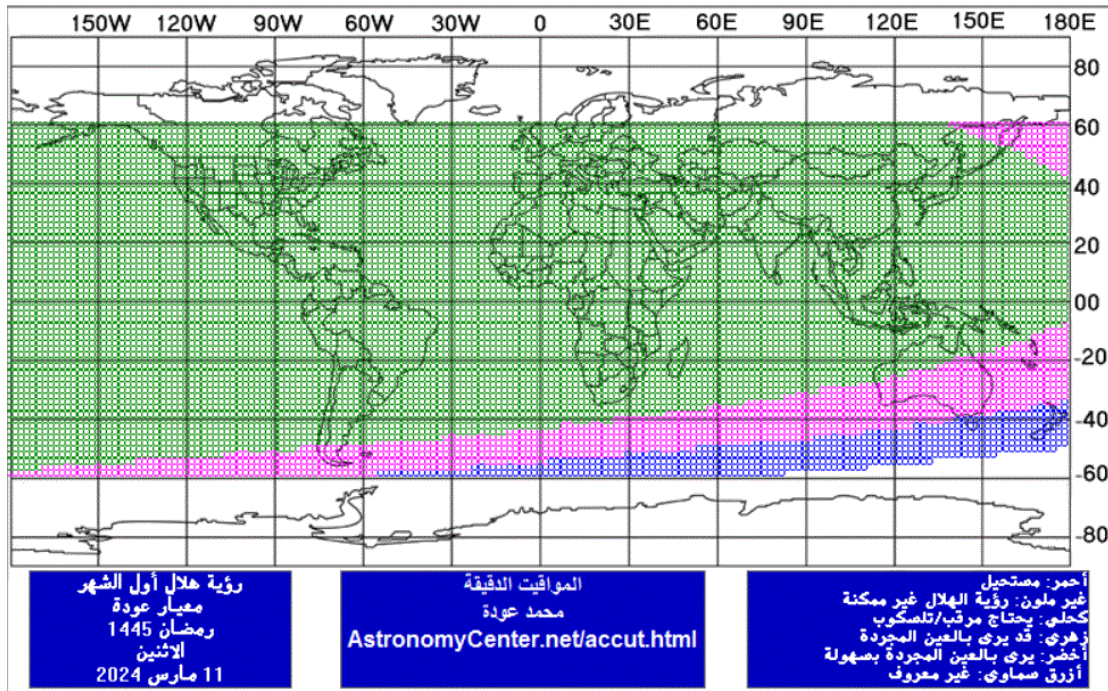 150W 120W 90W 60W 30W 0 30E 60E 90E 120E 150E 180E
80
60
40
20
00
-20
-40
-60
-80
رؤية هلال أول الشهر
معيار عودة
رمضان 1445
الاثنين
11 مارس 2024
المواقيت الدقيقة
محمد عودة
AstronomyCenter.net/accut.html
أحمر: مستحيل
غير ملون: رؤية الهلال غير ممكنة
كحلي: يحتاج مرقب/تلسكوب
زهري: قد يرى بالعين المجردة
أخضر: يرى بالعين المجردة بسهولة
أزرق سماوي: غير معروف